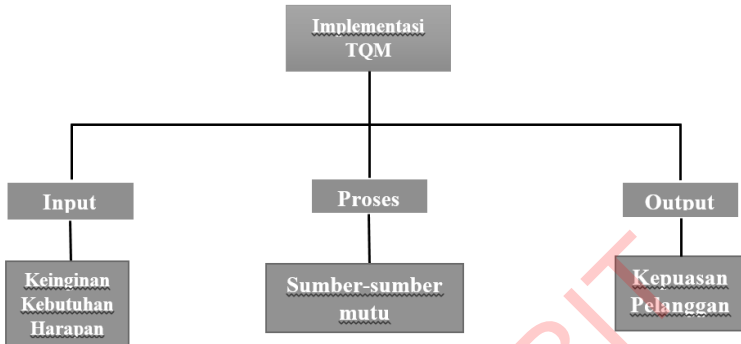 Implementasi
TQM
Input
Proses
Output
Keinginan
Kebutuhan
Harapan
Sumber-sumber
mutu
Kepuasan
Pelanggan